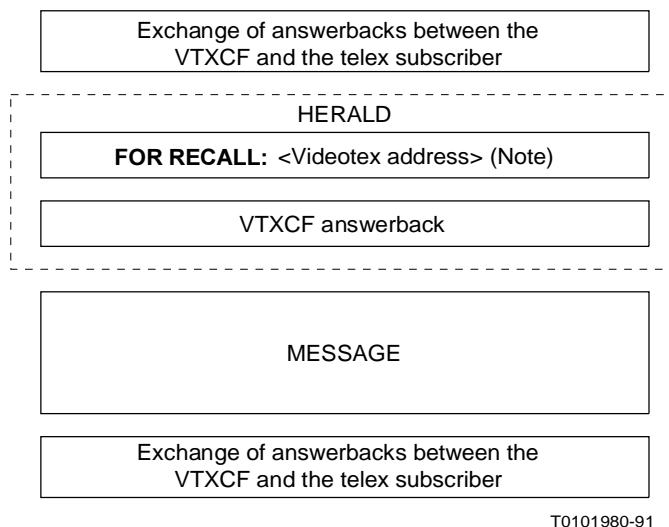 Exchange of answerbacks between the
VTXCF and the telex subscriber
HERALD
FOR RECALL: <Videotex address> (Note)
VTXCF answerback
MESSAGE
Exchange of answerbacks between the
VTXCF and the telex subscriber
T0101980-91